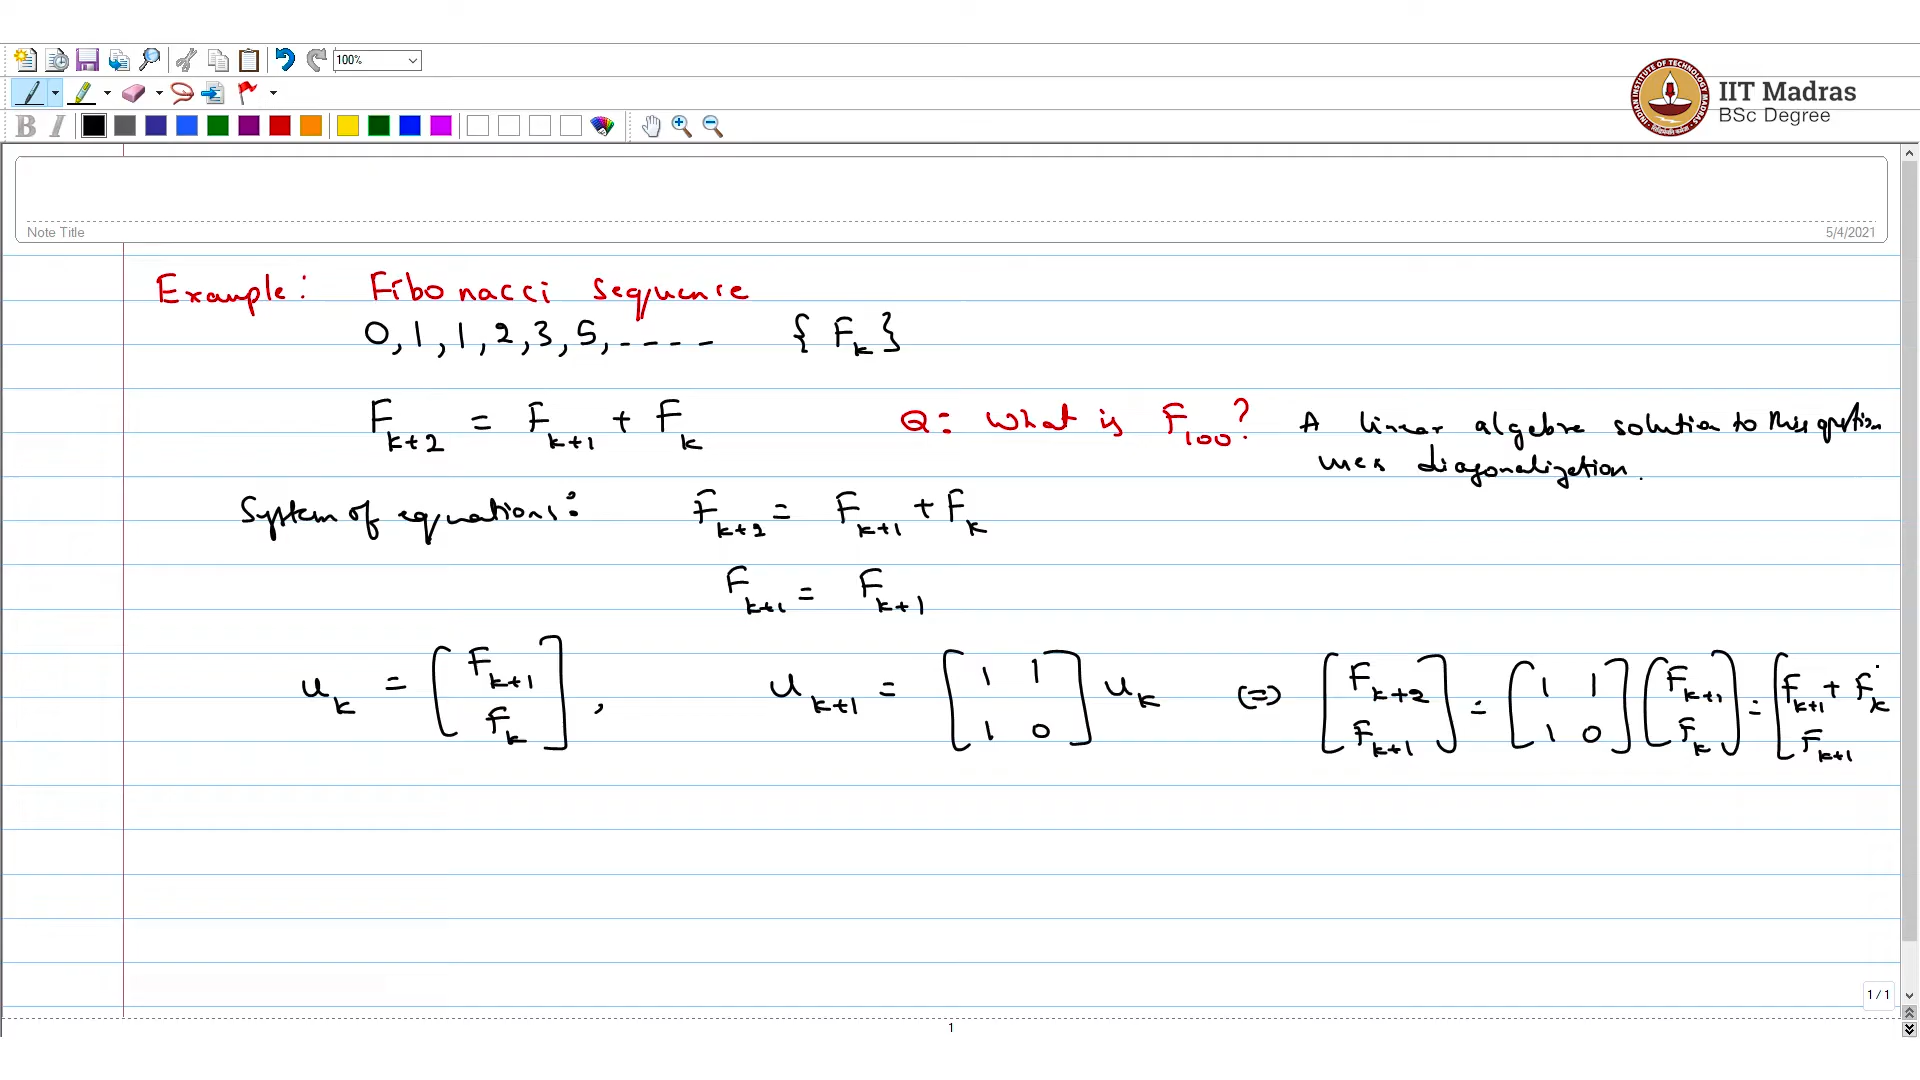 100%
B I
IIT Madras
BSc Degree
Note Title
5/4/2021
Example: Fibonacci sequence
0, 1, 1, 2, 3, 5, ---- { F_k }
F_{k+2} = F_{k+1} + F_k
Q: What is F_{100}? A linear algebra solution to this question
uses diagonalization.
System of equations: F_{k+2} = F_{k+1} + F_k
F_{k+1} = F_{k+1}
u_k = [F_{k+1} F_k], u_{k+1} = [1 1 1 0] u_k (=) [F_{k+2} F_{k+1}] = [1 1 1 0] [F_{k+1} F_k] = [F_{k+1} + F_k F_{k+1}
1 / 1
1